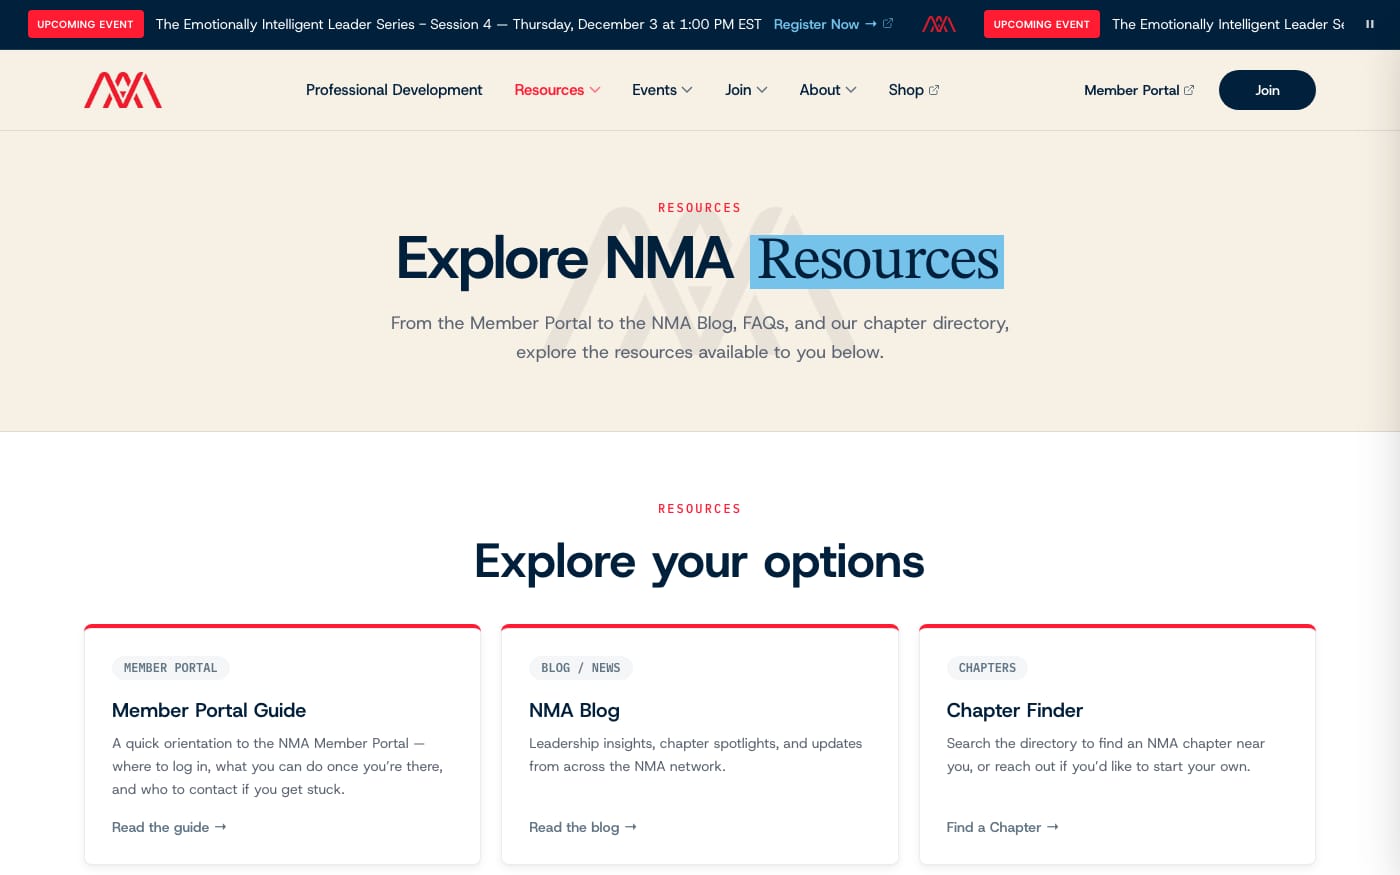 UPCOMING EVENT The Emotionally Intelligent Leader Series – Session 4 — Thursday, December 3 at 1:00 PM EST Register Now → UPCOMING EVENT The Emotionally Intelligent Leader Se
Professional Development Resources Events Join About Shop Member Portal Join
RESOURCES
Explore NMA Resources
From the Member Portal to the NMA Blog, FAQs, and our chapter directory,
explore the resources available to you below.
RESOURCES
Explore your options
MEMBER PORTAL
Member Portal Guide
A quick orientation to the NMA Member Portal —
where to log in, what you can do once you’re there,
and who to contact if you get stuck.
Read the guide →
BLOG / NEWS
NMA Blog
Leadership insights, chapter spotlights, and updates
from across the NMA network.
Read the blog →
CHAPTERS
Chapter Finder
Search the directory to find an NMA chapter near
you, or reach out if you’d like to start your own.
Find a Chapter →